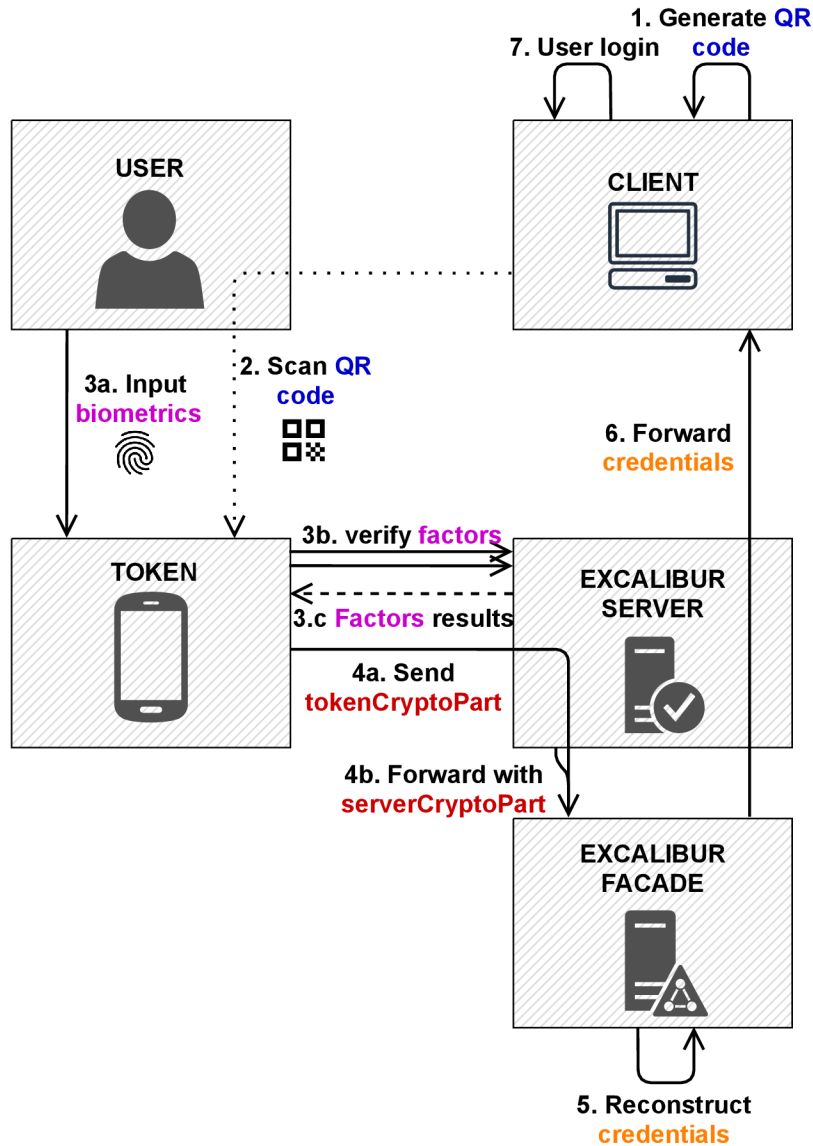 1. Generate QR
code
7. User login
USER
CLIENT
2. Scan QR
code
3a. Input
biometrics
6. Forward
credentials
3b. verify factors
TOKEN
EXCALIBUR
SERVER
3.c Factors results
4a. Send
tokenCryptoPart
4b. Forward with
serverCryptoPart
EXCALIBUR
FACADE
5. Reconstruct
credentials